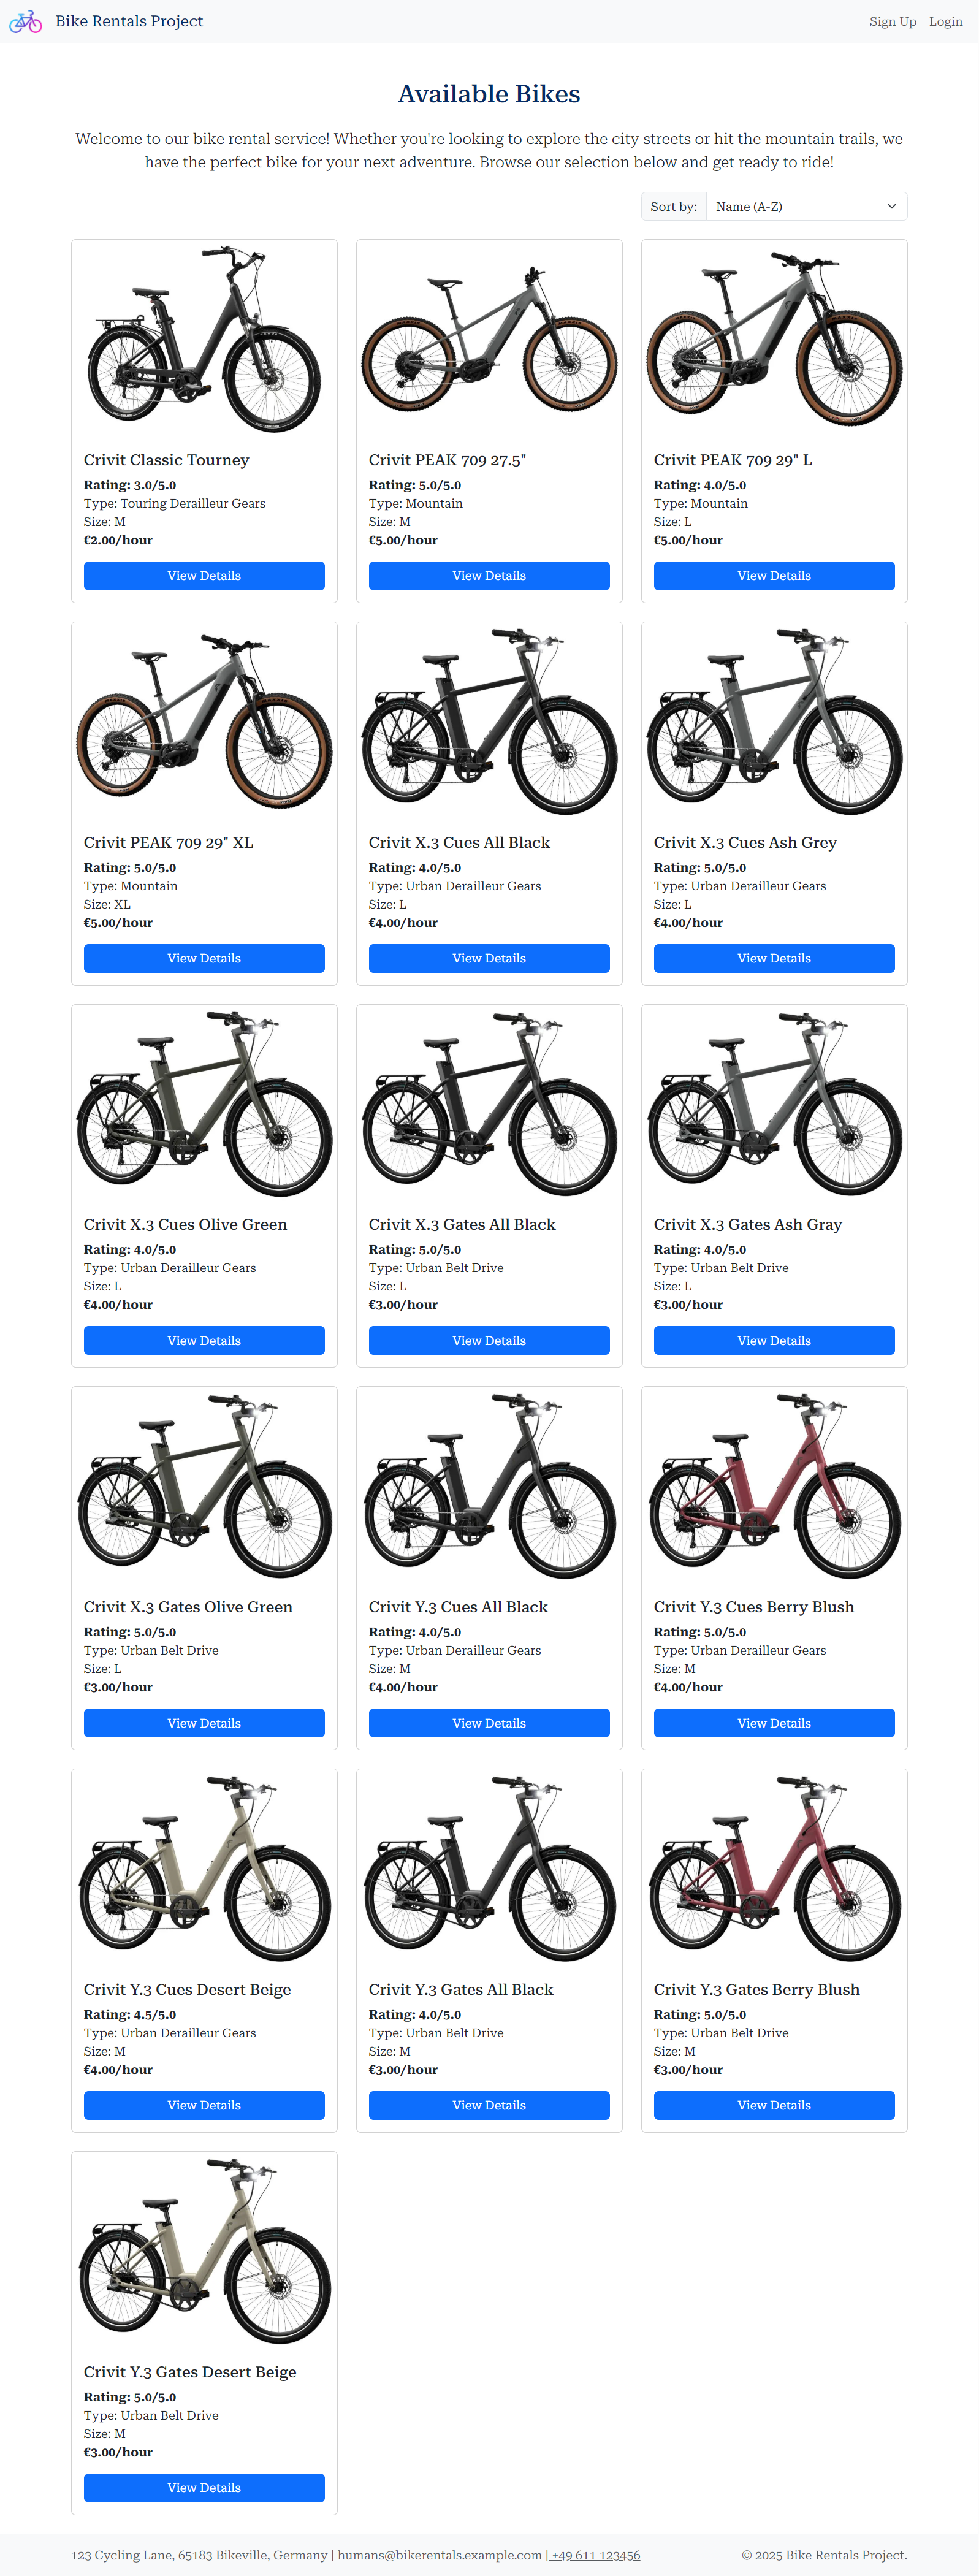 Bike Rentals Project
Sign Up Login
Available Bikes
Welcome to our bike rental service! Whether you're looking to explore the city streets or hit the mountain trails, we
have the perfect bike for your next adventure. Browse our selection below and get ready to ride!
Sort by: Name (A-Z)
Crivit Classic Tourney
Rating: 3.0/5.0
Type: Touring Derailleur Gears
Size: M
€2.00/hour
View Details
Crivit PEAK 709 27.5"
Rating: 5.0/5.0
Type: Mountain
Size: M
€5.00/hour
View Details
Crivit PEAK 709 29" L
Rating: 4.0/5.0
Type: Mountain
Size: L
€5.00/hour
View Details
Crivit PEAK 709 29" XL
Rating: 5.0/5.0
Type: Mountain
Size: XL
€5.00/hour
View Details
Crivit X.3 Cues All Black
Rating: 4.0/5.0
Type: Urban Derailleur Gears
Size: L
€4.00/hour
View Details
Crivit X.3 Cues Ash Grey
Rating: 5.0/5.0
Type: Urban Derailleur Gears
Size: L
€4.00/hour
View Details
Crivit X.3 Cues Olive Green
Rating: 4.0/5.0
Type: Urban Derailleur Gears
Size: L
€4.00/hour
View Details
Crivit X.3 Gates All Black
Rating: 5.0/5.0
Type: Urban Belt Drive
Size: L
€3.00/hour
View Details
Crivit X.3 Gates Ash Gray
Rating: 4.0/5.0
Type: Urban Belt Drive
Size: L
€3.00/hour
View Details
Crivit X.3 Gates Olive Green
Rating: 5.0/5.0
Type: Urban Belt Drive
Size: L
€3.00/hour
View Details
Crivit Y.3 Cues All Black
Rating: 4.0/5.0
Type: Urban Derailleur Gears
Size: M
€4.00/hour
View Details
Crivit Y.3 Cues Berry Blush
Rating: 5.0/5.0
Type: Urban Derailleur Gears
Size: M
€4.00/hour
View Details
Crivit Y.3 Cues Desert Beige
Rating: 4.5/5.0
Type: Urban Derailleur Gears
Size: M
€4.00/hour
View Details
Crivit Y.3 Gates All Black
Rating: 4.0/5.0
Type: Urban Belt Drive
Size: M
€3.00/hour
View Details
Crivit Y.3 Gates Berry Blush
Rating: 5.0/5.0
Type: Urban Belt Drive
Size: M
€3.00/hour
View Details
Crivit Y.3 Gates Desert Beige
Rating: 5.0/5.0
Type: Urban Belt Drive
Size: M
€3.00/hour
View Details
123 Cycling Lane, 65183 Bikeville, Germany | humans@bikerentals.example.com | +49 611 123456
© 2025 Bike Rentals Project.